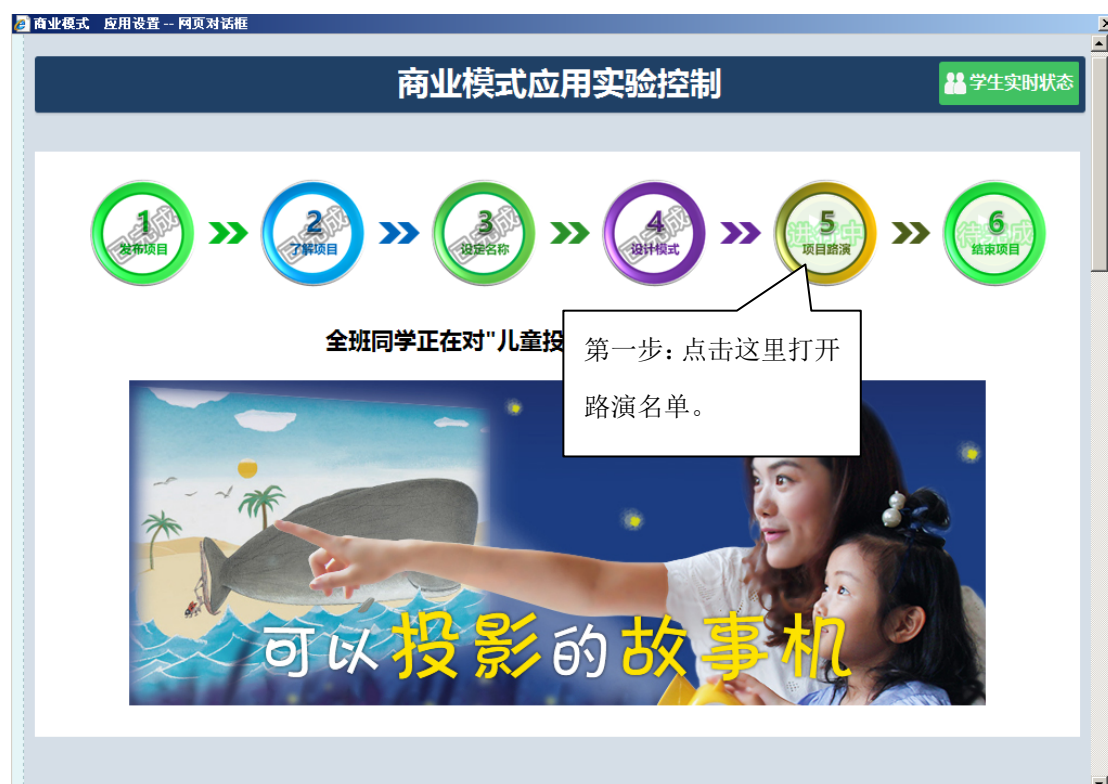 商业模式 应用设置 -- 网页对话框
商业模式应用实验控制
学生实时状态
1
已完成
发布项目
2
已完成
了解项目
3
已完成
设定名称
4
已完成
设计模式
5
进行中
项目路演
6
待完成
结束项目
全班同学正在对"儿童投
第一步：点击这里打开
路演名单。
可以投影的故事机